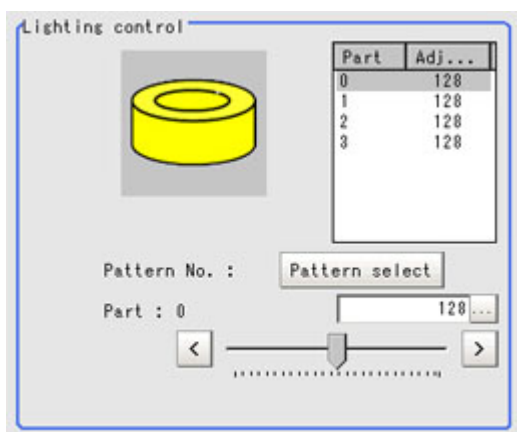 Lighting control
Part Adj...
0 128
1 128
2 128
3 128
Pattern No. : Pattern select
Part : 0 128 ...
< >